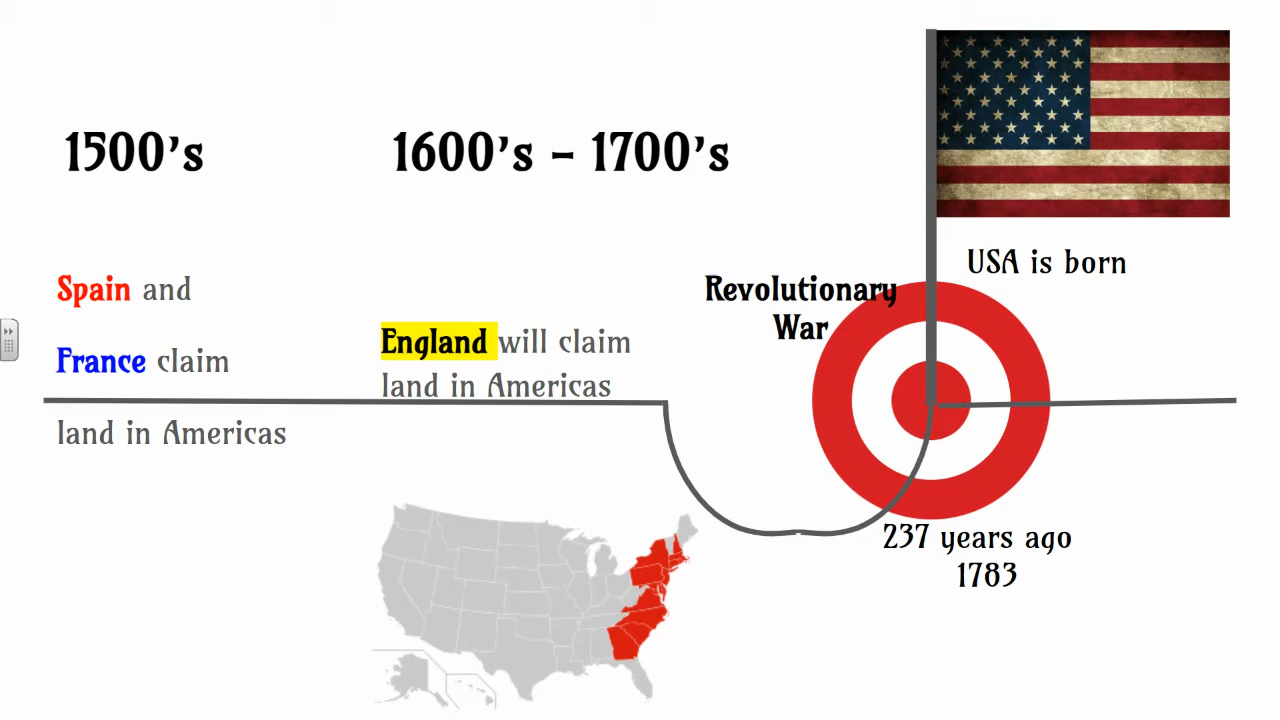 1500's
1600's – 1700's
USA is born
Spain and
France claim
land in Americas
England will claim
land in Americas
Revolutionary
War
237 years ago
1783